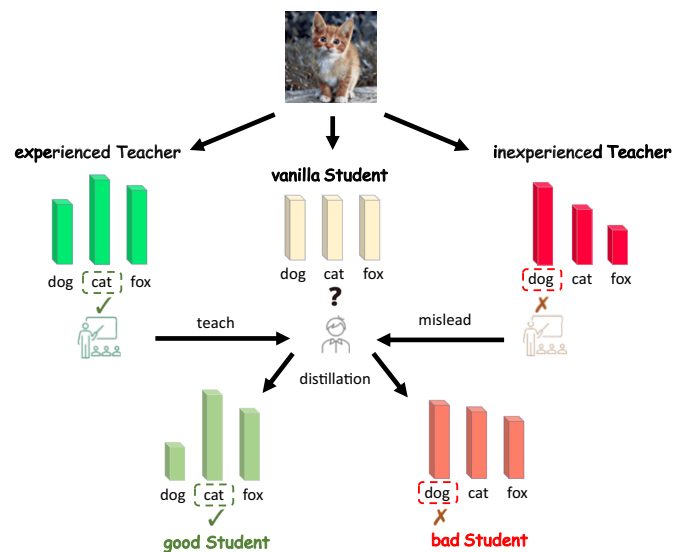 experienced Teacher
inexperienced Teacher
vanilla Student
dog cat fox
dog cat fox
dog cat fox
?
✓
✗
teach
mislead
distillation
dog cat fox
dog cat fox
✓
✗
good Student
bad Student